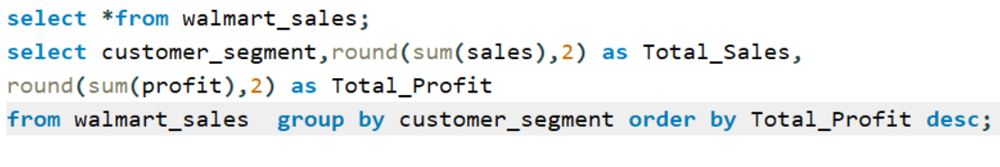 select *from walmart_sales;
select customer_segment,round(sum(sales),2) as Total_Sales,
round(sum(profit),2) as Total_Profit
from walmart_sales  group by customer_segment order by Total_Profit desc;